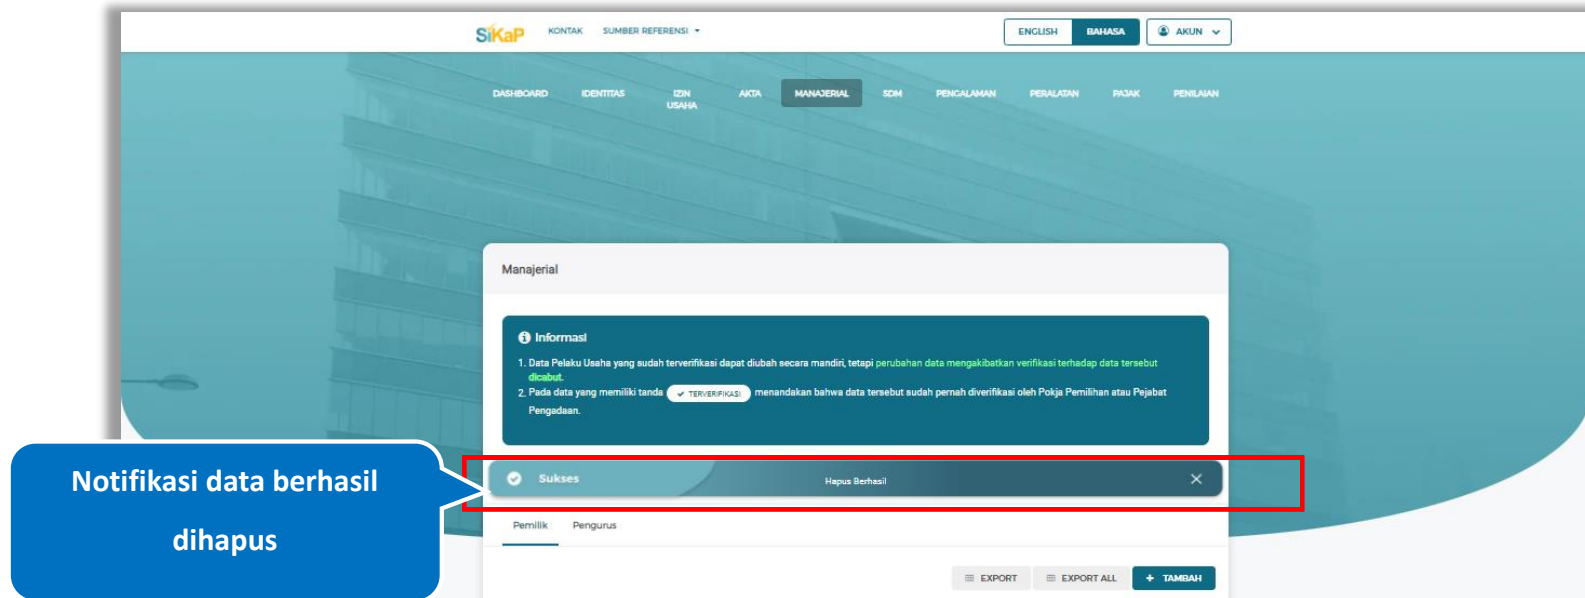 SiKaP KONTAK SUMBER REFERENSI ENGLISH BAHASA AKUN
DASHBOARD IDENTITAS IZIN USAHA AKTA MANAJERIAL SDM PENGALAMAN PERALATAN PAJAK PENILAIAN
Manajerial
Informasi
1. Data Pelaku Usaha yang sudah terverifikasi dapat diubah secara mandiri, tetapi perubahan data mengakibatkan verifikasi terhadap data tersebut
dicabut.
2. Pada data yang memiliki tanda TERVERIFIKASI menandakan bahwa data tersebut sudah pernah diverifikasi oleh Pokja Pemilihan atau Pejabat
Pengadaan.
Notifikasi data berhasil
dihapus
Sukses Hapus Berhasil
Pemilik Pengurus
EXPORT EXPORT ALL + TAMBAH